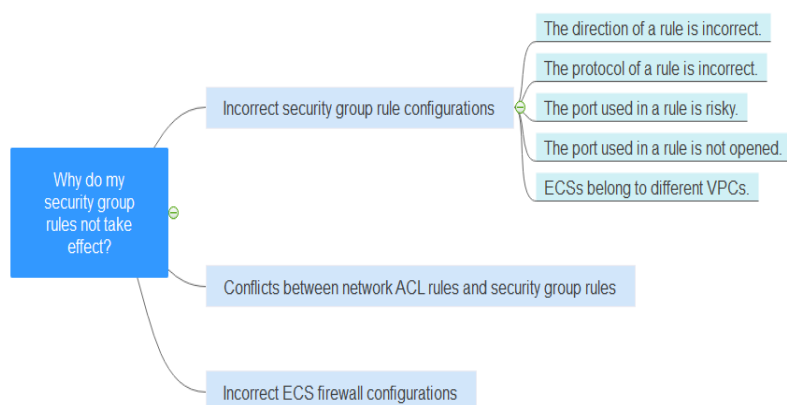 Why do my
security group
rules not take
effect?
Incorrect security group rule configurations
The direction of a rule is incorrect.
The protocol of a rule is incorrect.
The port used in a rule is risky.
The port used in a rule is not opened.
ECSs belong to different VPCs.
Conflicts between network ACL rules and security group rules
Incorrect ECS firewall configurations